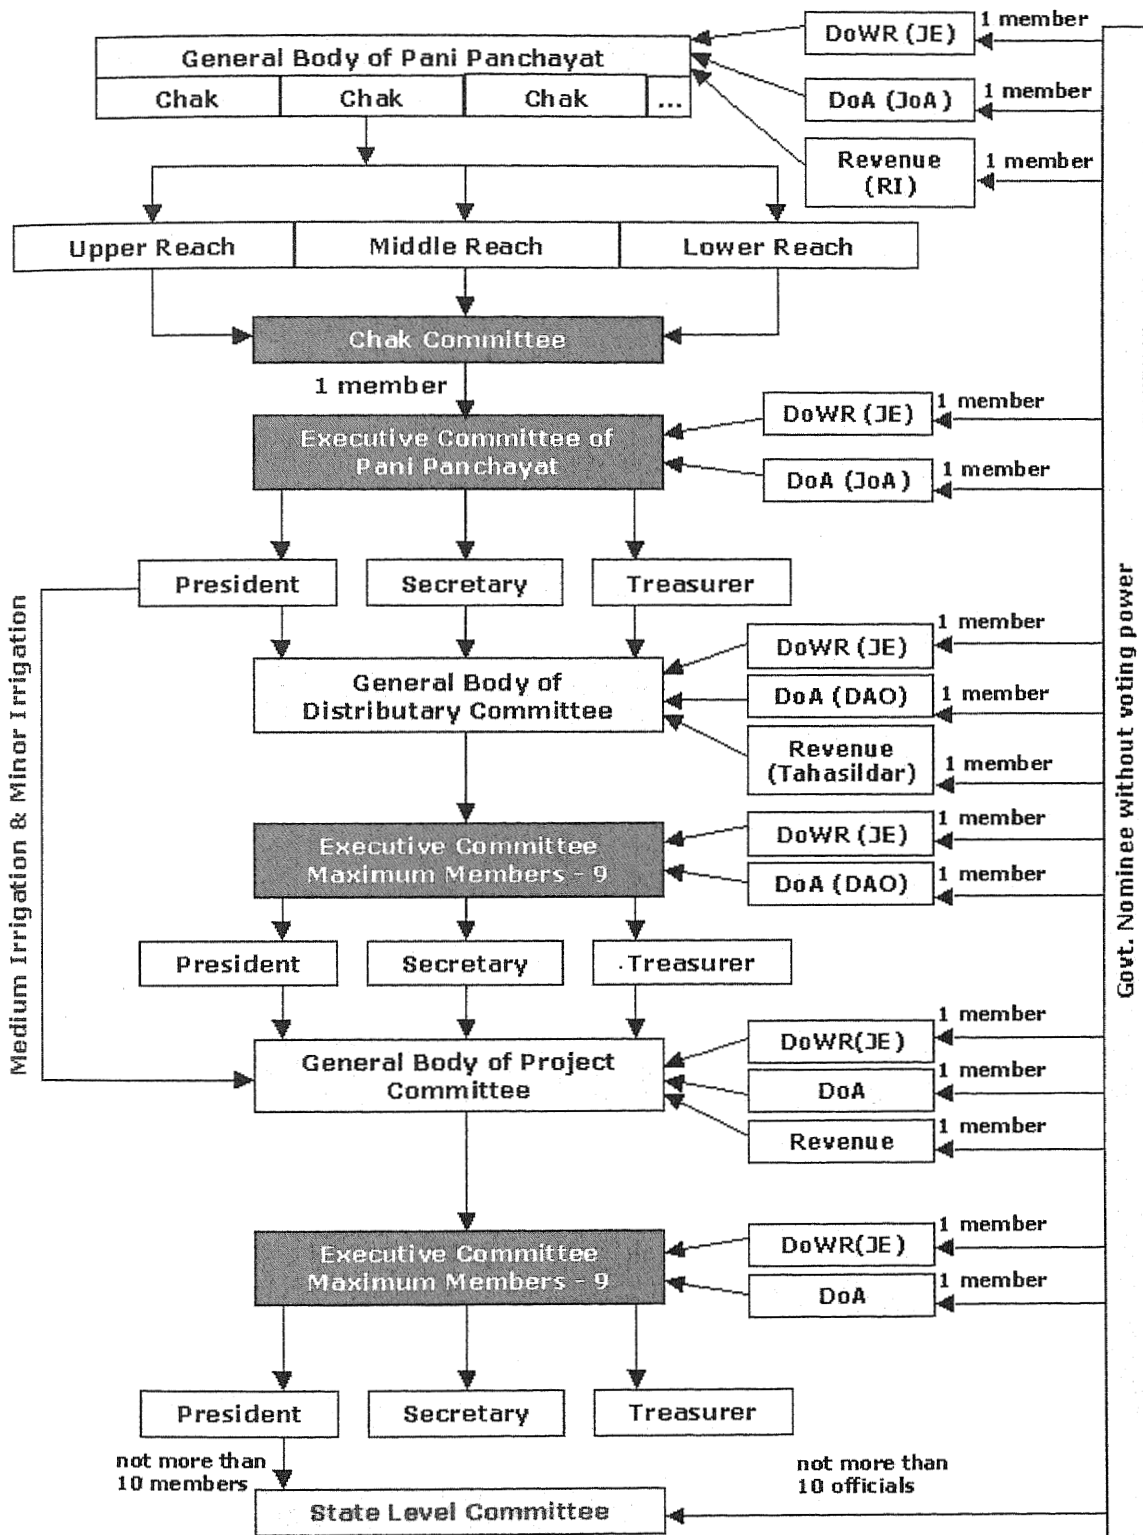 DoWR (JE)
1 member
General Body of Pani Panchayat
Chak
Chak
Chak
...
DoA (JoA)
1 member
Revenue
(RI)
1 member
Upper Reach
Middle Reach
Lower Reach
Chak Committee
1 member
Executive Committee of
Pani Panchayat
DoWR (JE)
1 member
DoA (JoA)
1 member
President
Secretary
Treasurer
General Body of
Distributary Committee
DoWR (JE)
1 member
DoA (DAO)
1 member
Revenue
(Tahasildar)
1 member
Executive Committee
Maximum Members - 9
DoWR (JE)
1 member
DoA (DAO)
1 member
President
Secretary
Treasurer
General Body of Project
Committee
DoWR(JE)
1 member
DoA
1 member
Revenue
1 member
Executive Committee
Maximum Members - 9
DoWR(JE)
1 member
DoA
1 member
President
Secretary
Treasurer
not more than
10 members
not more than
10 officials
State Level Committee
Medium Irrigation & Minor Irrigation
Govt. Nominee without voting power